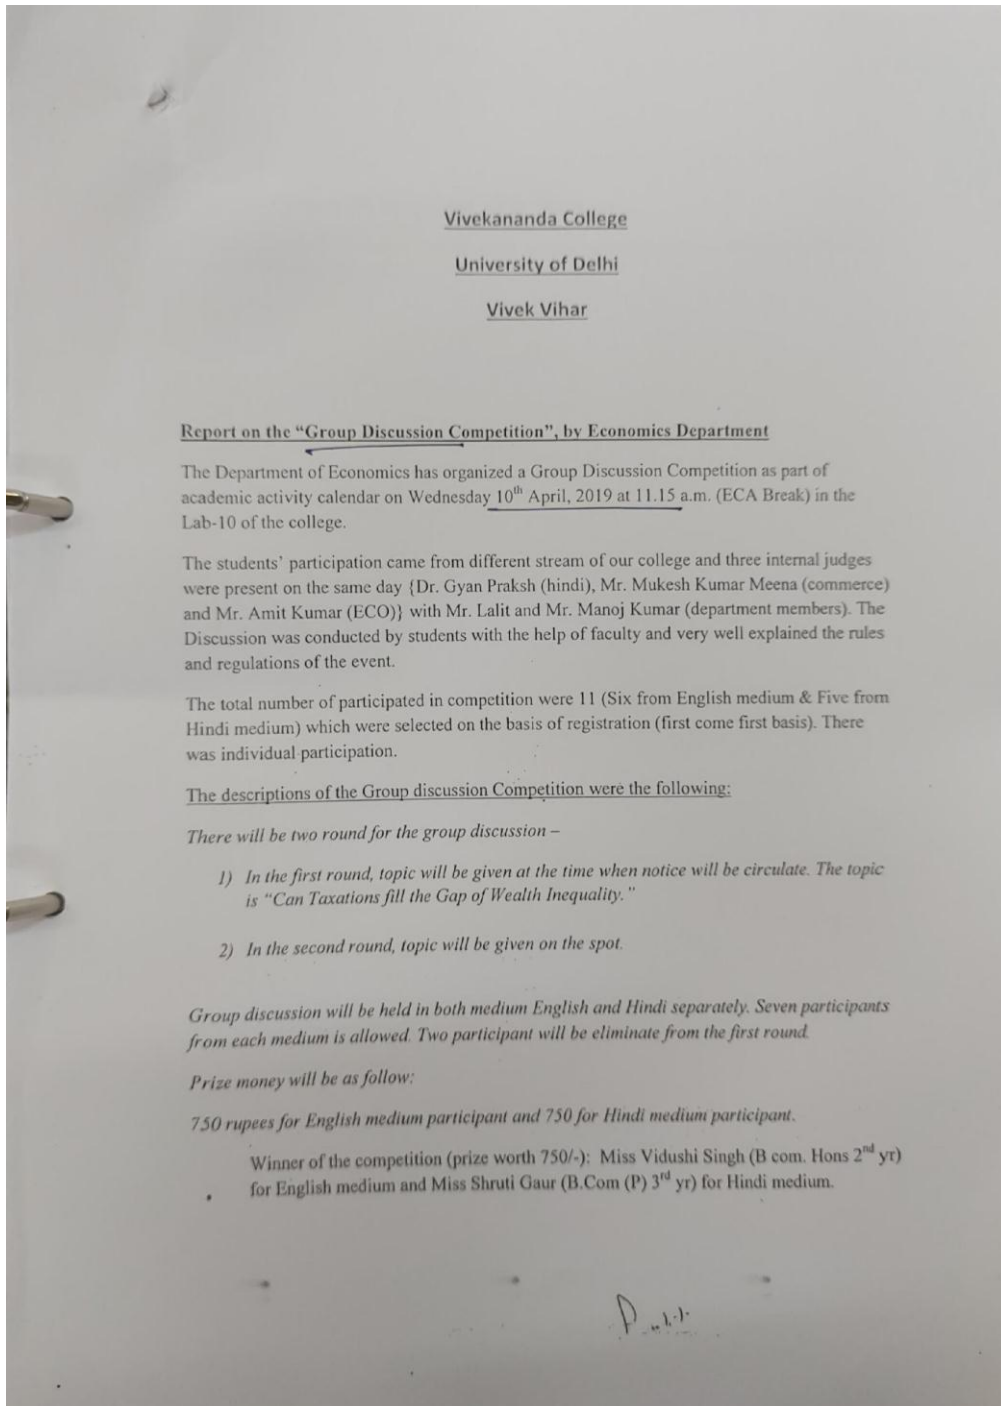 Vivekananda College
University of Delhi
Vivek Vihar
Report on the “Group Discussion Competition”, by Economics Department
The Department of Economics has organized a Group Discussion Competition as part of
academic activity calendar on Wednesday 10th April, 2019 at 11.15 a.m. (ECA Break) in the
Lab-10 of the college.
The students’ participation came from different stream of our college and three internal judges
were present on the same day {Dr. Gyan Praksh (hindi), Mr. Mukesh Kumar Meena (commerce)
and Mr. Amit Kumar (ECO)} with Mr. Lalit and Mr. Manoj Kumar (department members). The
Discussion was conducted by students with the help of faculty and very well explained the rules
and regulations of the event.
The total number of participated in competition were 11 (Six from English medium & Five from
Hindi medium) which were selected on the basis of registration (first come first basis). There
was individual participation.
The descriptions of the Group discussion Competition were the following:
There will be two round for the group discussion –
1) In the first round, topic will be given at the time when notice will be circulate. The topic
is “Can Taxations fill the Gap of Wealth Inequality.”
2) In the second round, topic will be given on the spot.
Group discussion will be held in both medium English and Hindi separately. Seven participants
from each medium is allowed. Two participant will be eliminate from the first round.
Prize money will be as follow:
750 rupees for English medium participant and 750 for Hindi medium participant.
Winner of the competition (prize worth 750/-): Miss Vidushi Singh (B com. Hons 2nd yr)
for English medium and Miss Shruti Gaur (B.Com (P) 3rd yr) for Hindi medium.